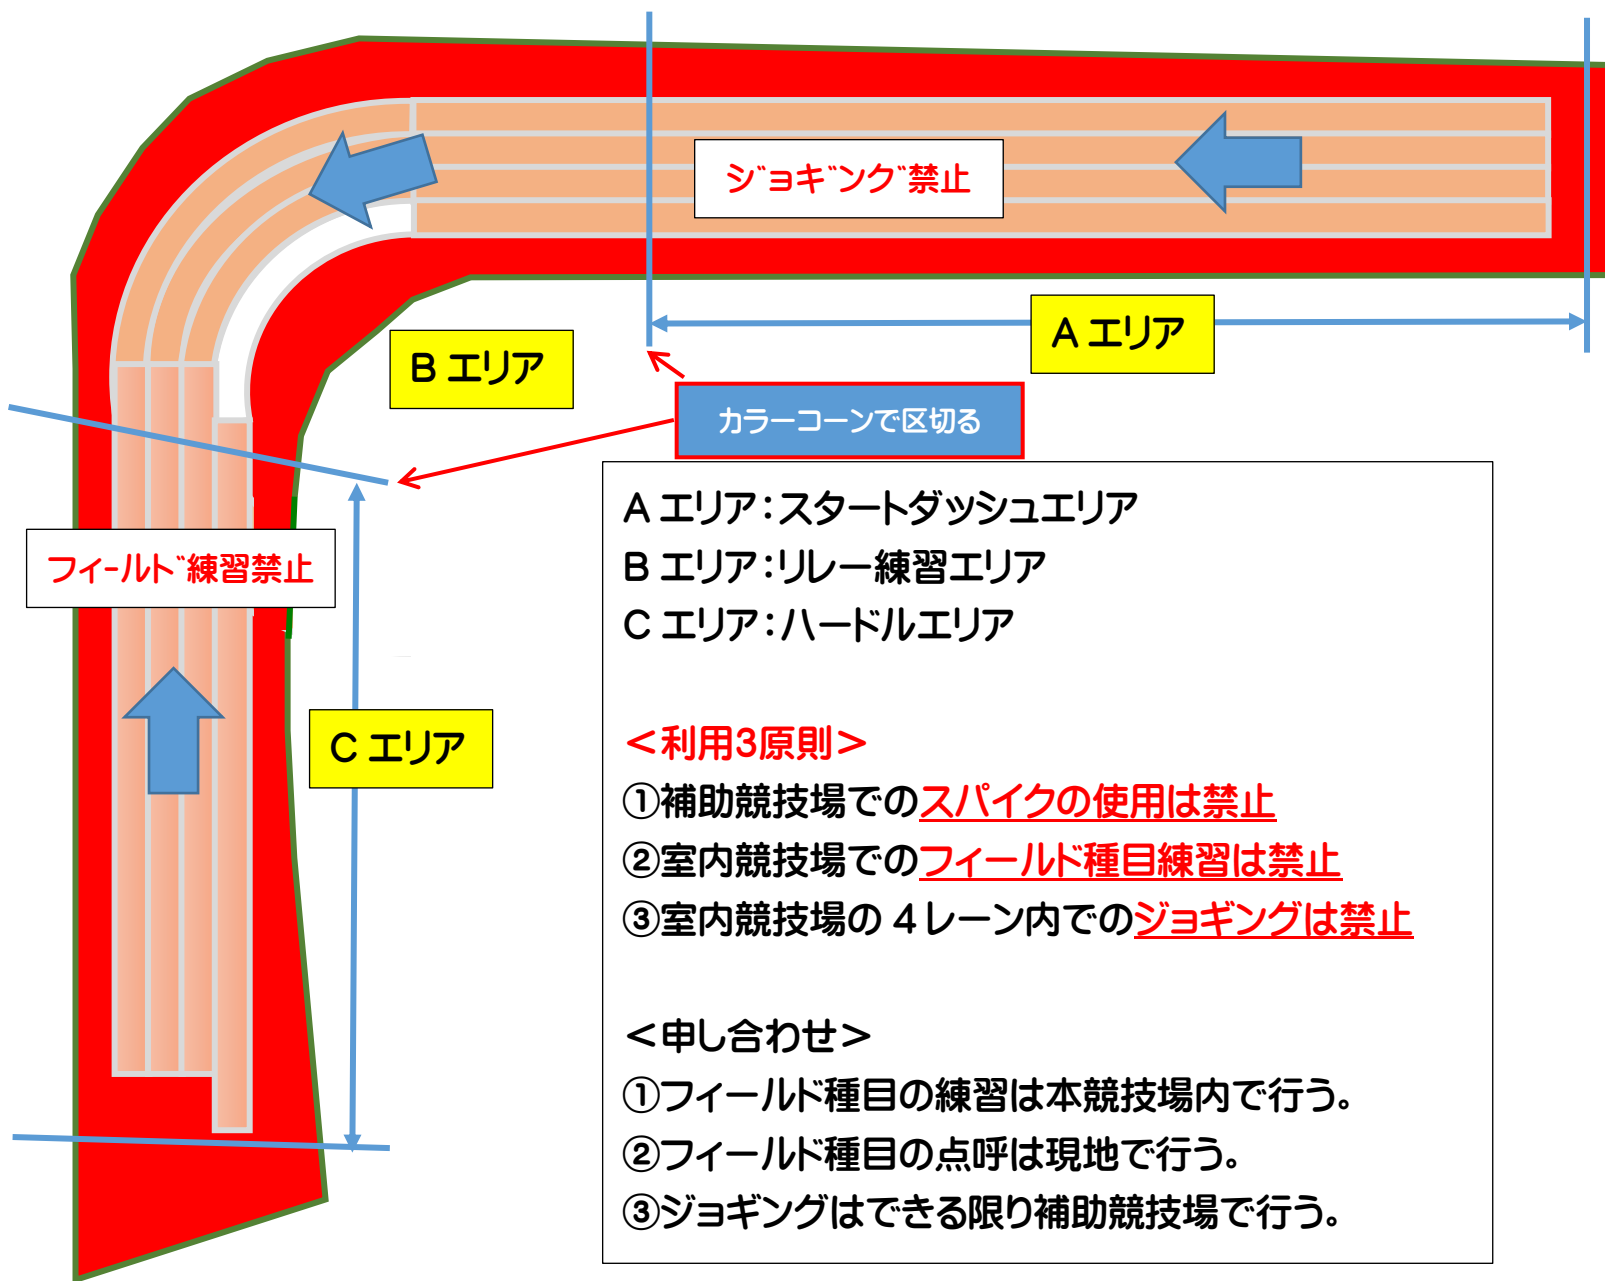 ジョギング禁止
A エリア
B エリア
カラーコーンで区切る
フィールド練習禁止
C エリア
A エリア：スタートダッシュエリア
B エリア：リレー練習エリア
C エリア：ハードルエリア
＜利用3原則＞
①補助競技場でのスパイクの使用は禁止
②室内競技場でのフィールド種目練習は禁止
③室内競技場の 4レーン内でのジョギングは禁止
＜申し合わせ＞
①フィールド種目の練習は本競技場内で行う。
②フィールド種目の点呼は現地で行う。
③ジョギングはできる限り補助競技場で行う。